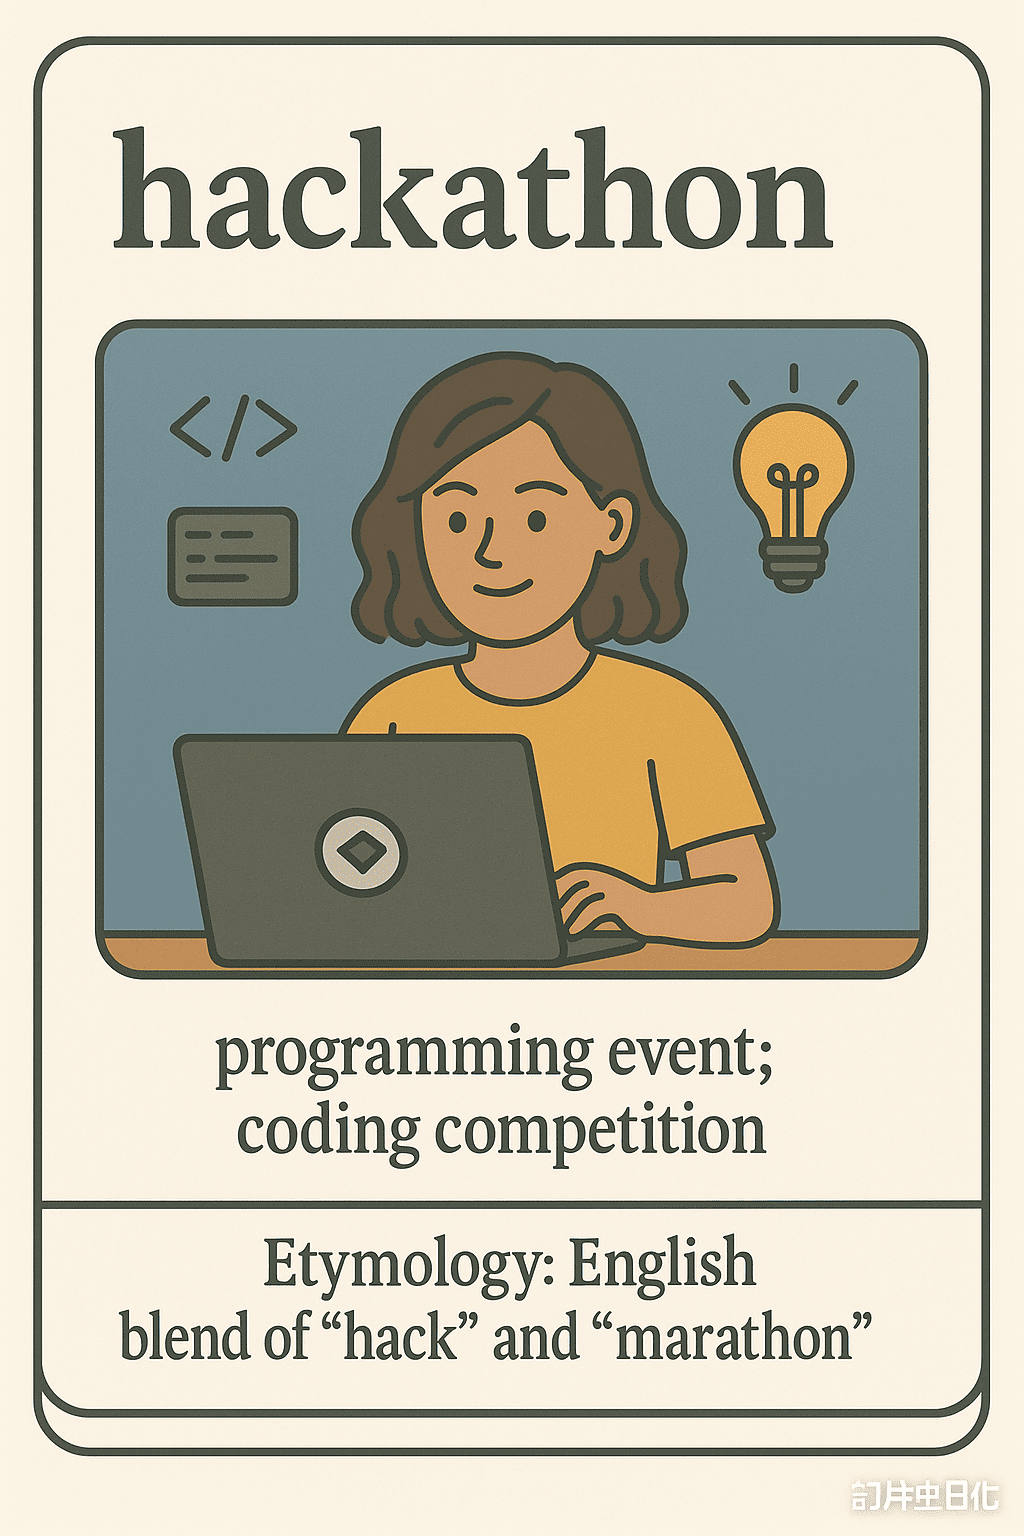 hackathon
</>
programming event;
coding competition
Etymology: English
blend of “hack” and “marathon”